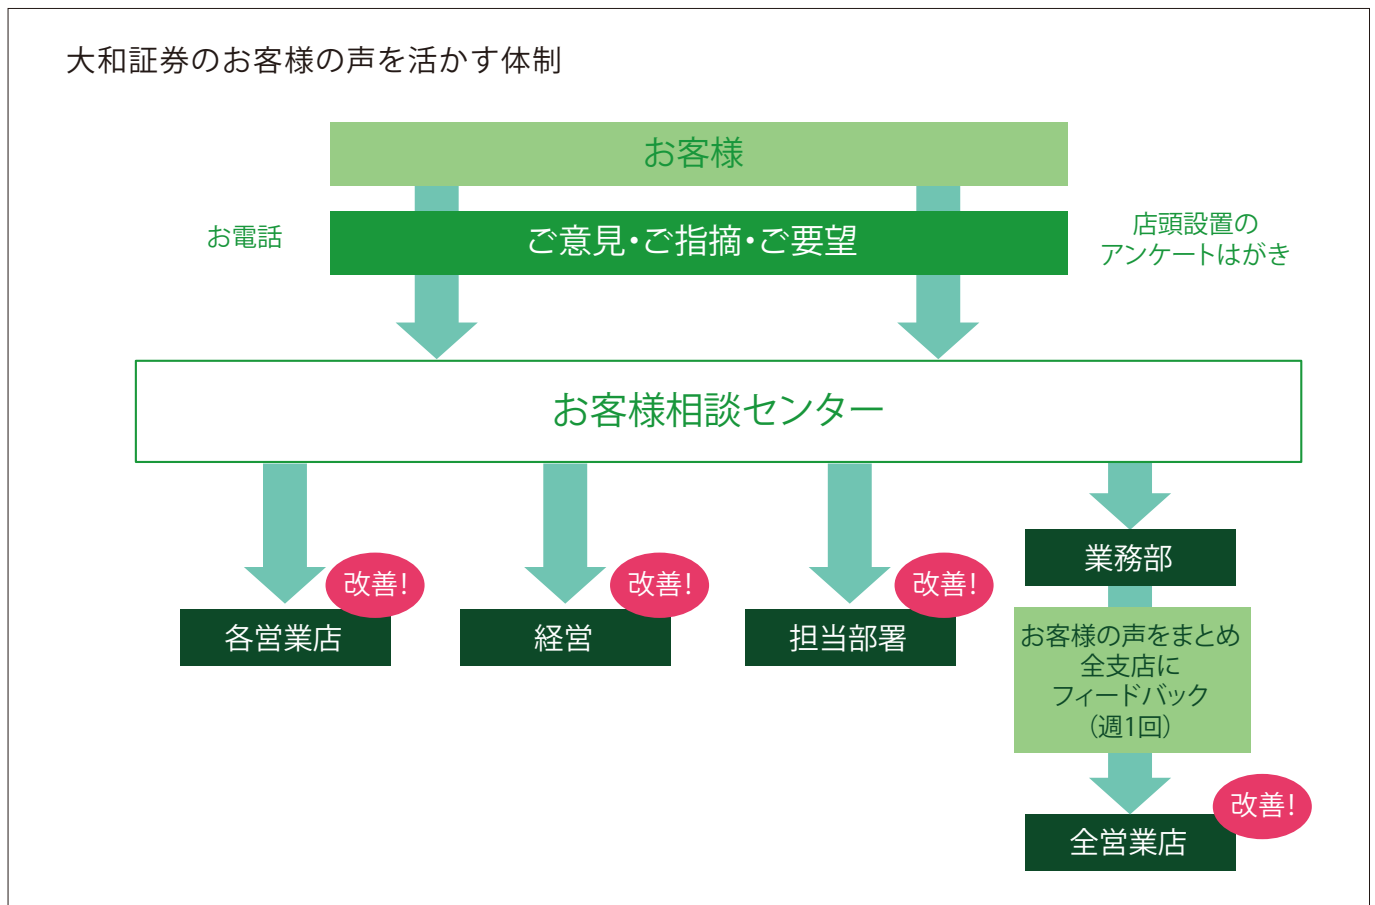 大和証券のお客様の声を活かす体制
お客様
お電話
ご意見・ご指摘・ご要望
店頭設置の
アンケートはがき
お客様相談センター
業務部
改善!
改善!
改善!
各営業店
経営
担当部署
お客様の声をまとめ
全支店に
フィードバック
(週1回)
改善!
全営業店